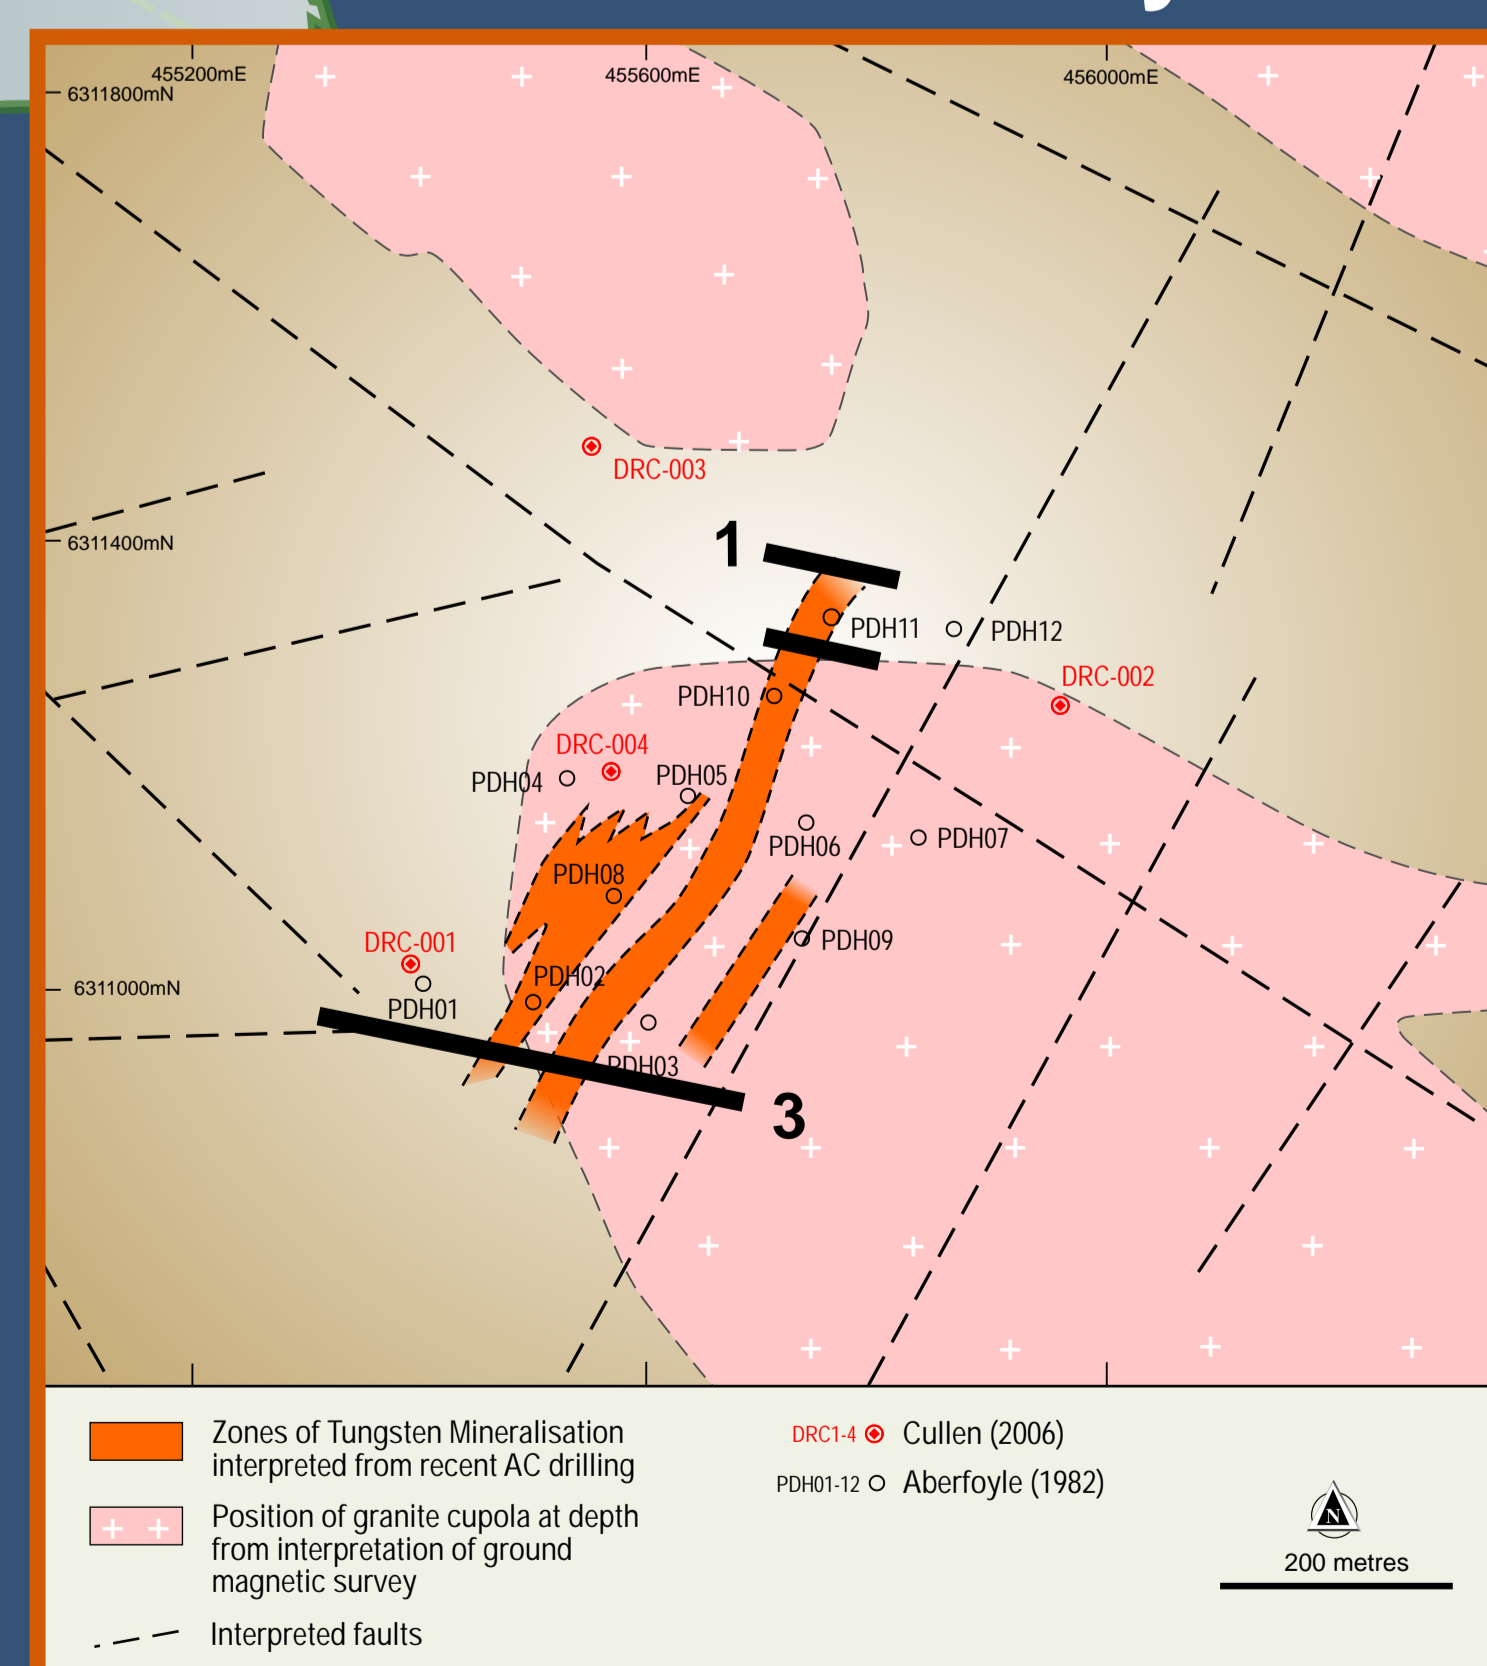 455200mE
455600mE
456000mE
6311800mN
DRC-003
1
6311400mN
PDH11
PDH12
DRC-002
PDH10
DRC-004
PDH04
PDH05
PDH06
PDH07
PDH08
DRC-001
PDH09
PDH02
6311000mN
PDH01
PDH03
3
Zones of Tungsten Mineralisation
interpreted from recent AC drilling
Position of granite cupola at depth
from interpretation of ground
magnetic survey
Interpreted faults
DRC1-4 Cullen (2006)
PDH01-12 Aberfoyle (1982)
N
200 metres